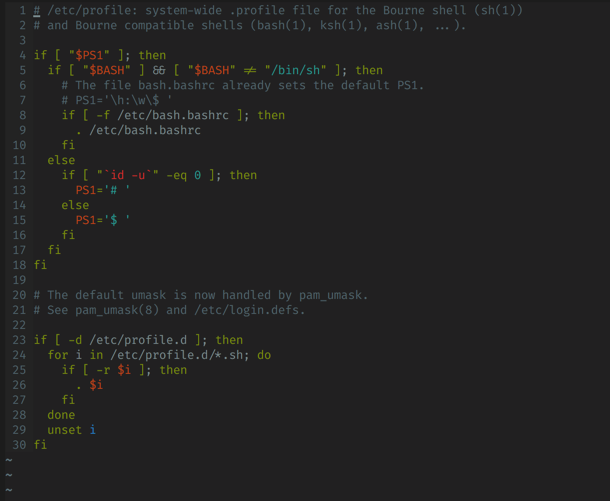 1 # /etc/profile: system-wide .profile file for the Bourne shell (sh(1))
2 # and Bourne compatible shells (bash(1), ksh(1), ash(1), ...).
3
4 if [ "$PS1" ]; then
5   if [ "$BASH" ] && [ "$BASH" != "/bin/sh" ]; then
6     # The file bash.bashrc already sets the default PS1.
7     # PS1='\h:\w\$ '
8     if [ -f /etc/bash.bashrc ]; then
9       . /etc/bash.bashrc
10     fi
11   else
12     if [ "`id -u`" -eq 0 ]; then
13       PS1='# '
14     else
15       PS1='$ '
16     fi
17   fi
18 fi
19
20 # The default umask is now handled by pam_umask.
21 # See pam_umask(8) and /etc/login.defs.
22
23 if [ -d /etc/profile.d ]; then
24   for i in /etc/profile.d/*.sh; do
25     if [ -r $i ]; then
26       . $i
27     fi
28   done
29   unset i
30 fi
~
~
~